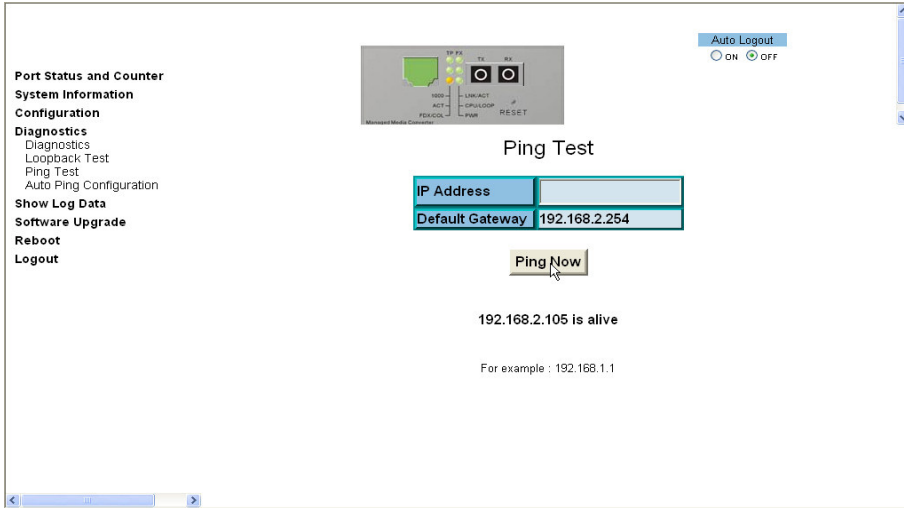 Auto Logout
ON OFF
TP FX
TX RX
1000 LNK/ACT
ACT CPU/LOOP
FDX/COL PWR
RESET
Managed Media Converter
Port Status and Counter
System Information
Configuration
Diagnostics
Diagnostics
Loopback Test
Ping Test
Auto Ping Configuration
Show Log Data
Software Upgrade
Reboot
Logout
Ping Test
IP Address
Default Gateway 192.168.2.254
Ping Now
192.168.2.105 is alive
For example : 192.168.1.1